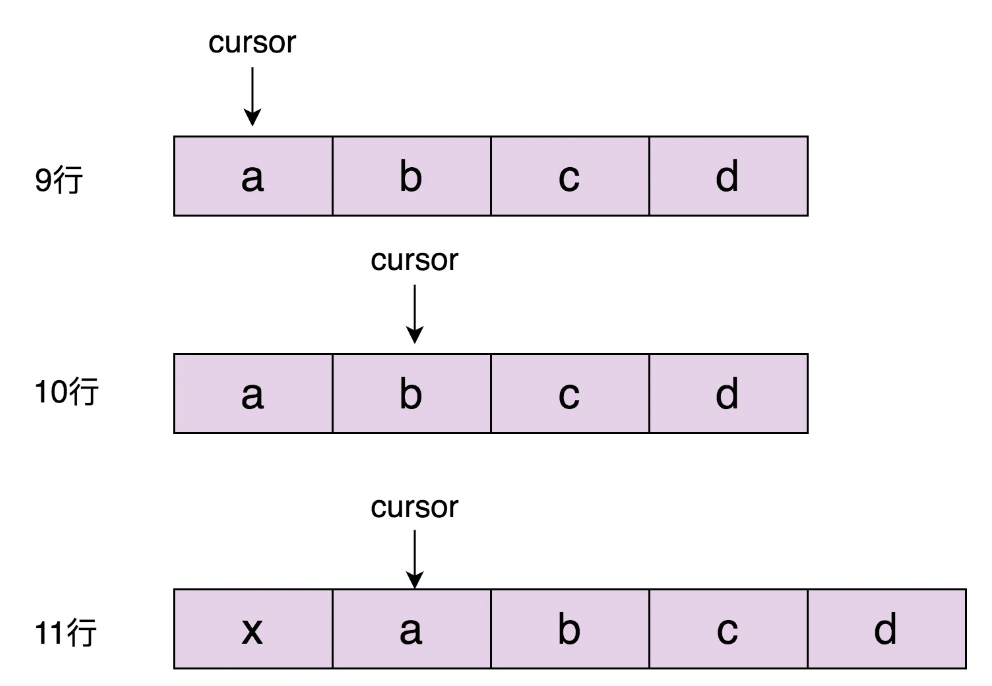 cursor
9行 a b c d
cursor
10行 a b c d
cursor
11行 x a b c d